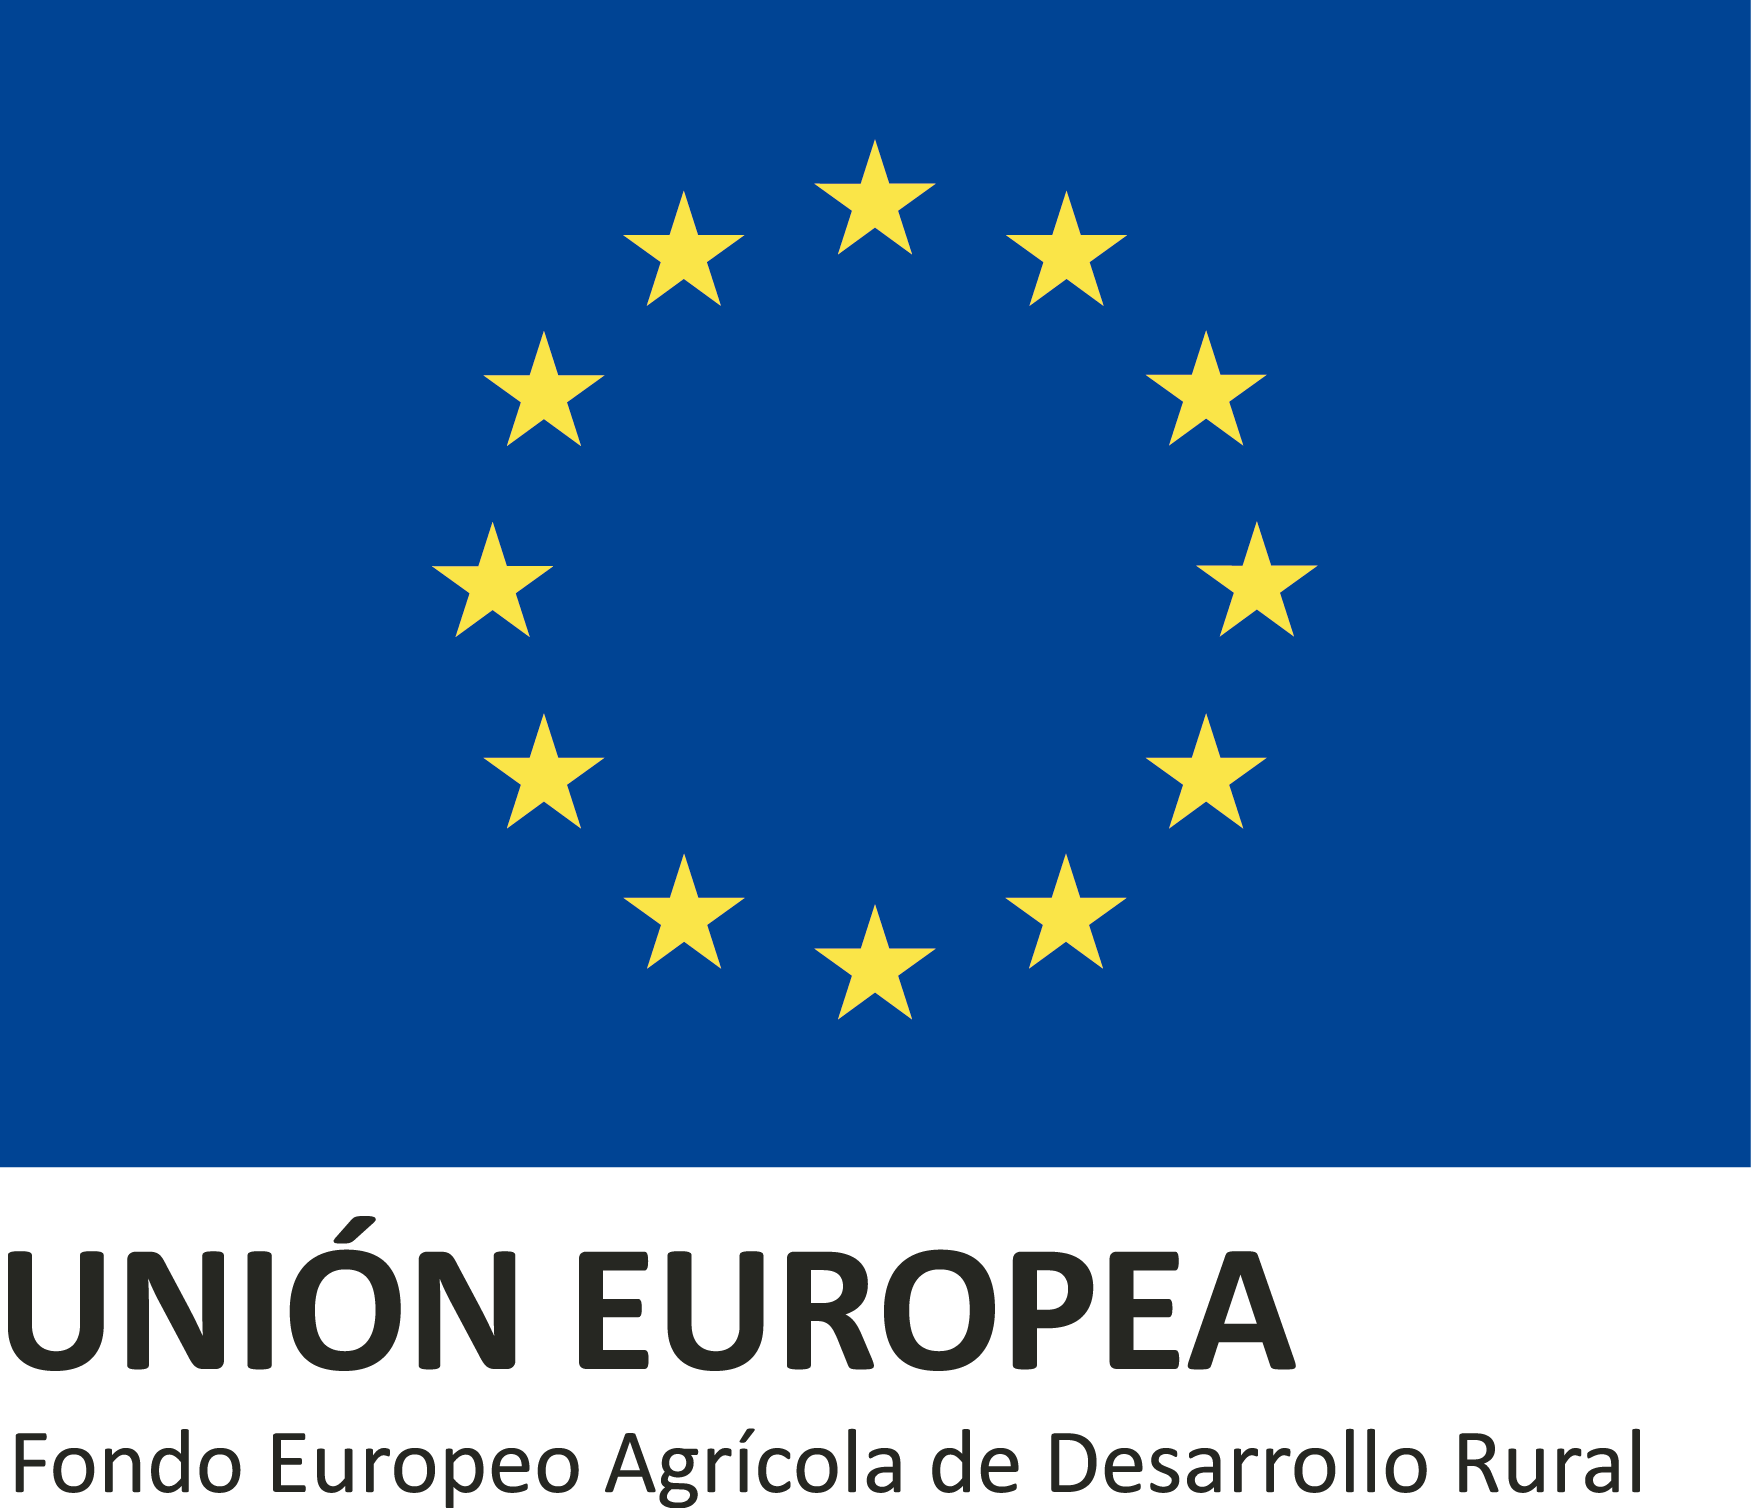 UNIÓN EUROPEA
Fondo Europeo Agrícola de Desarrollo Rural